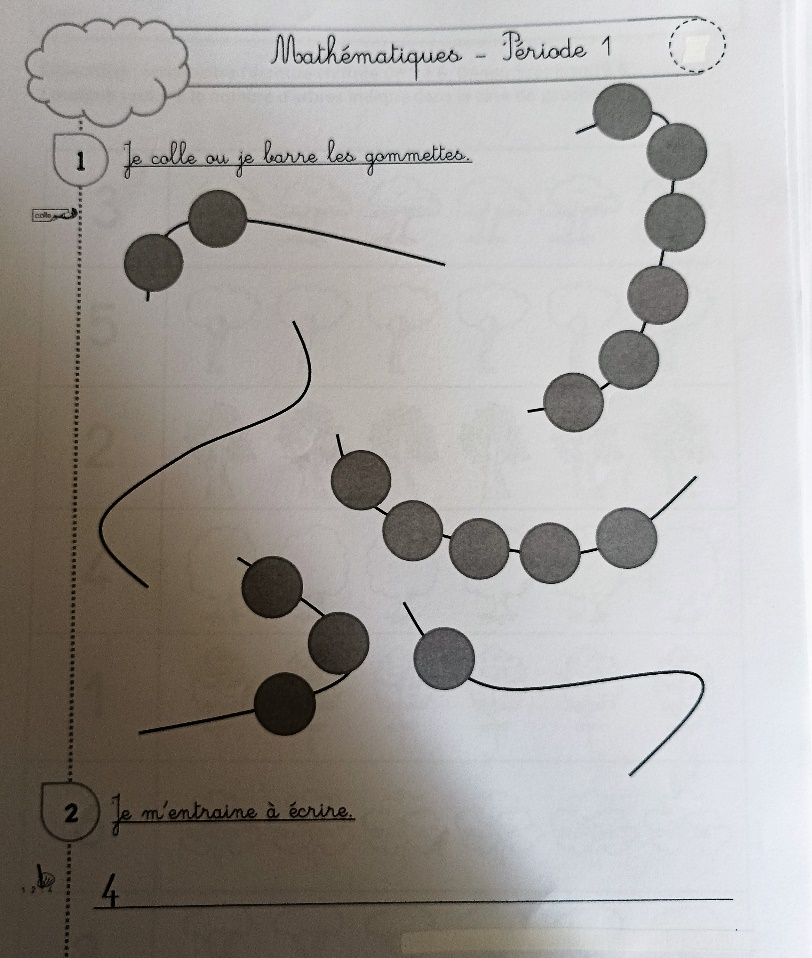 Mathématiques - Période 1
1 Je colle ou je barre les gommettes.
colle
2 Je m'entraine à écrire.
4